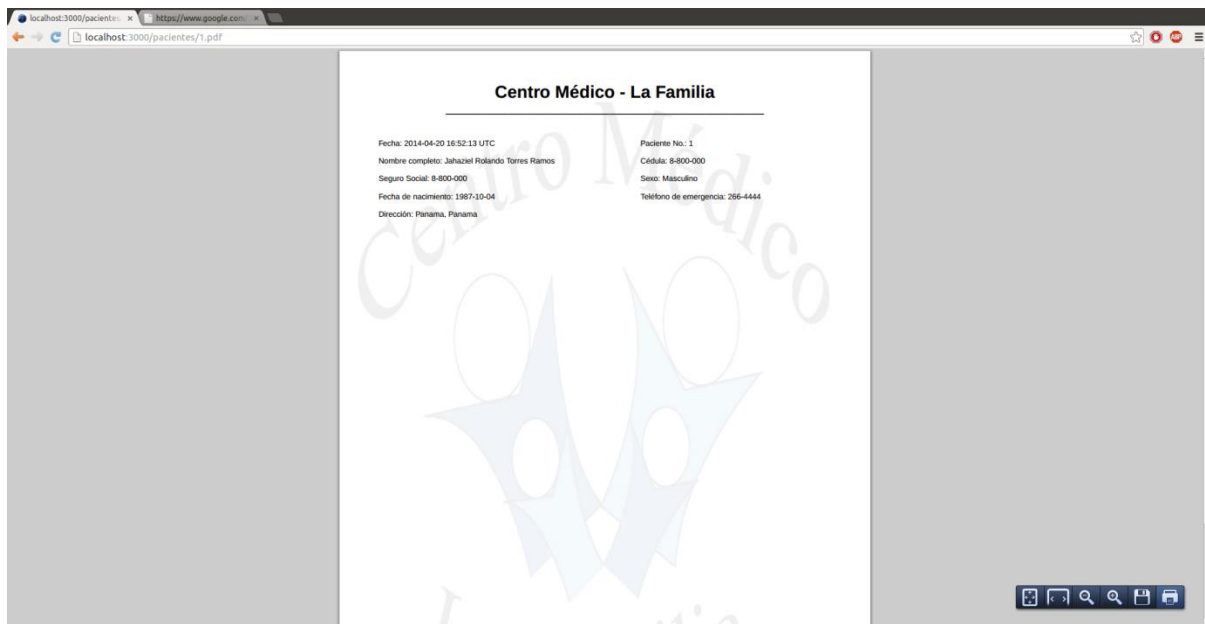 localhost:3000/pacientes
https://www.google.com/
localhost:3000/pacientes/1.pdf
ABP
Centro Médico - La Familia
Fecha: 2014-04-20 16:52:13 UTC
Paciente No.: 1
Nombre completo: Jahaziel Rolando Torres Ramos
Cédula: 8-800-000
Seguro Social: 8-800-000
Sexo: Masculino
Fecha de nacimiento: 1987-10-04
Teléfono de emergencia: 266-4444
Dirección: Panama, Panama
Centro Médico